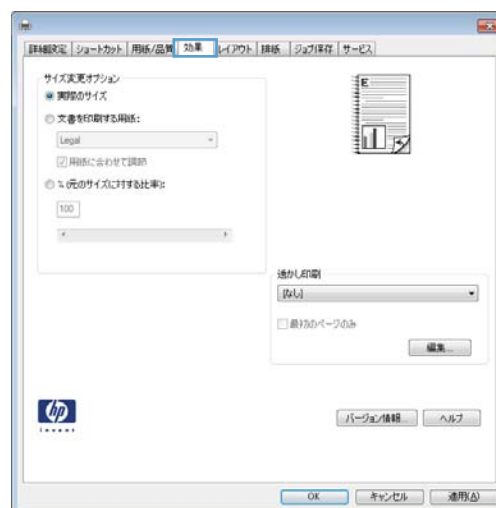 詳細設定 ショートカット 用紙/品質 効果 レイアウト 排紙 ジョブ保存 サービス
サイズ変更オプション
実際のサイズ
文書を印刷する用紙:
Legal
用紙に合わせて調節
% (元のサイズに対する比率):
100
E
透かし印刷
[なし]
最初のページのみ
編集...
hp
invent
バージョン情報... ヘルプ
OK キャンセル 適用(A)